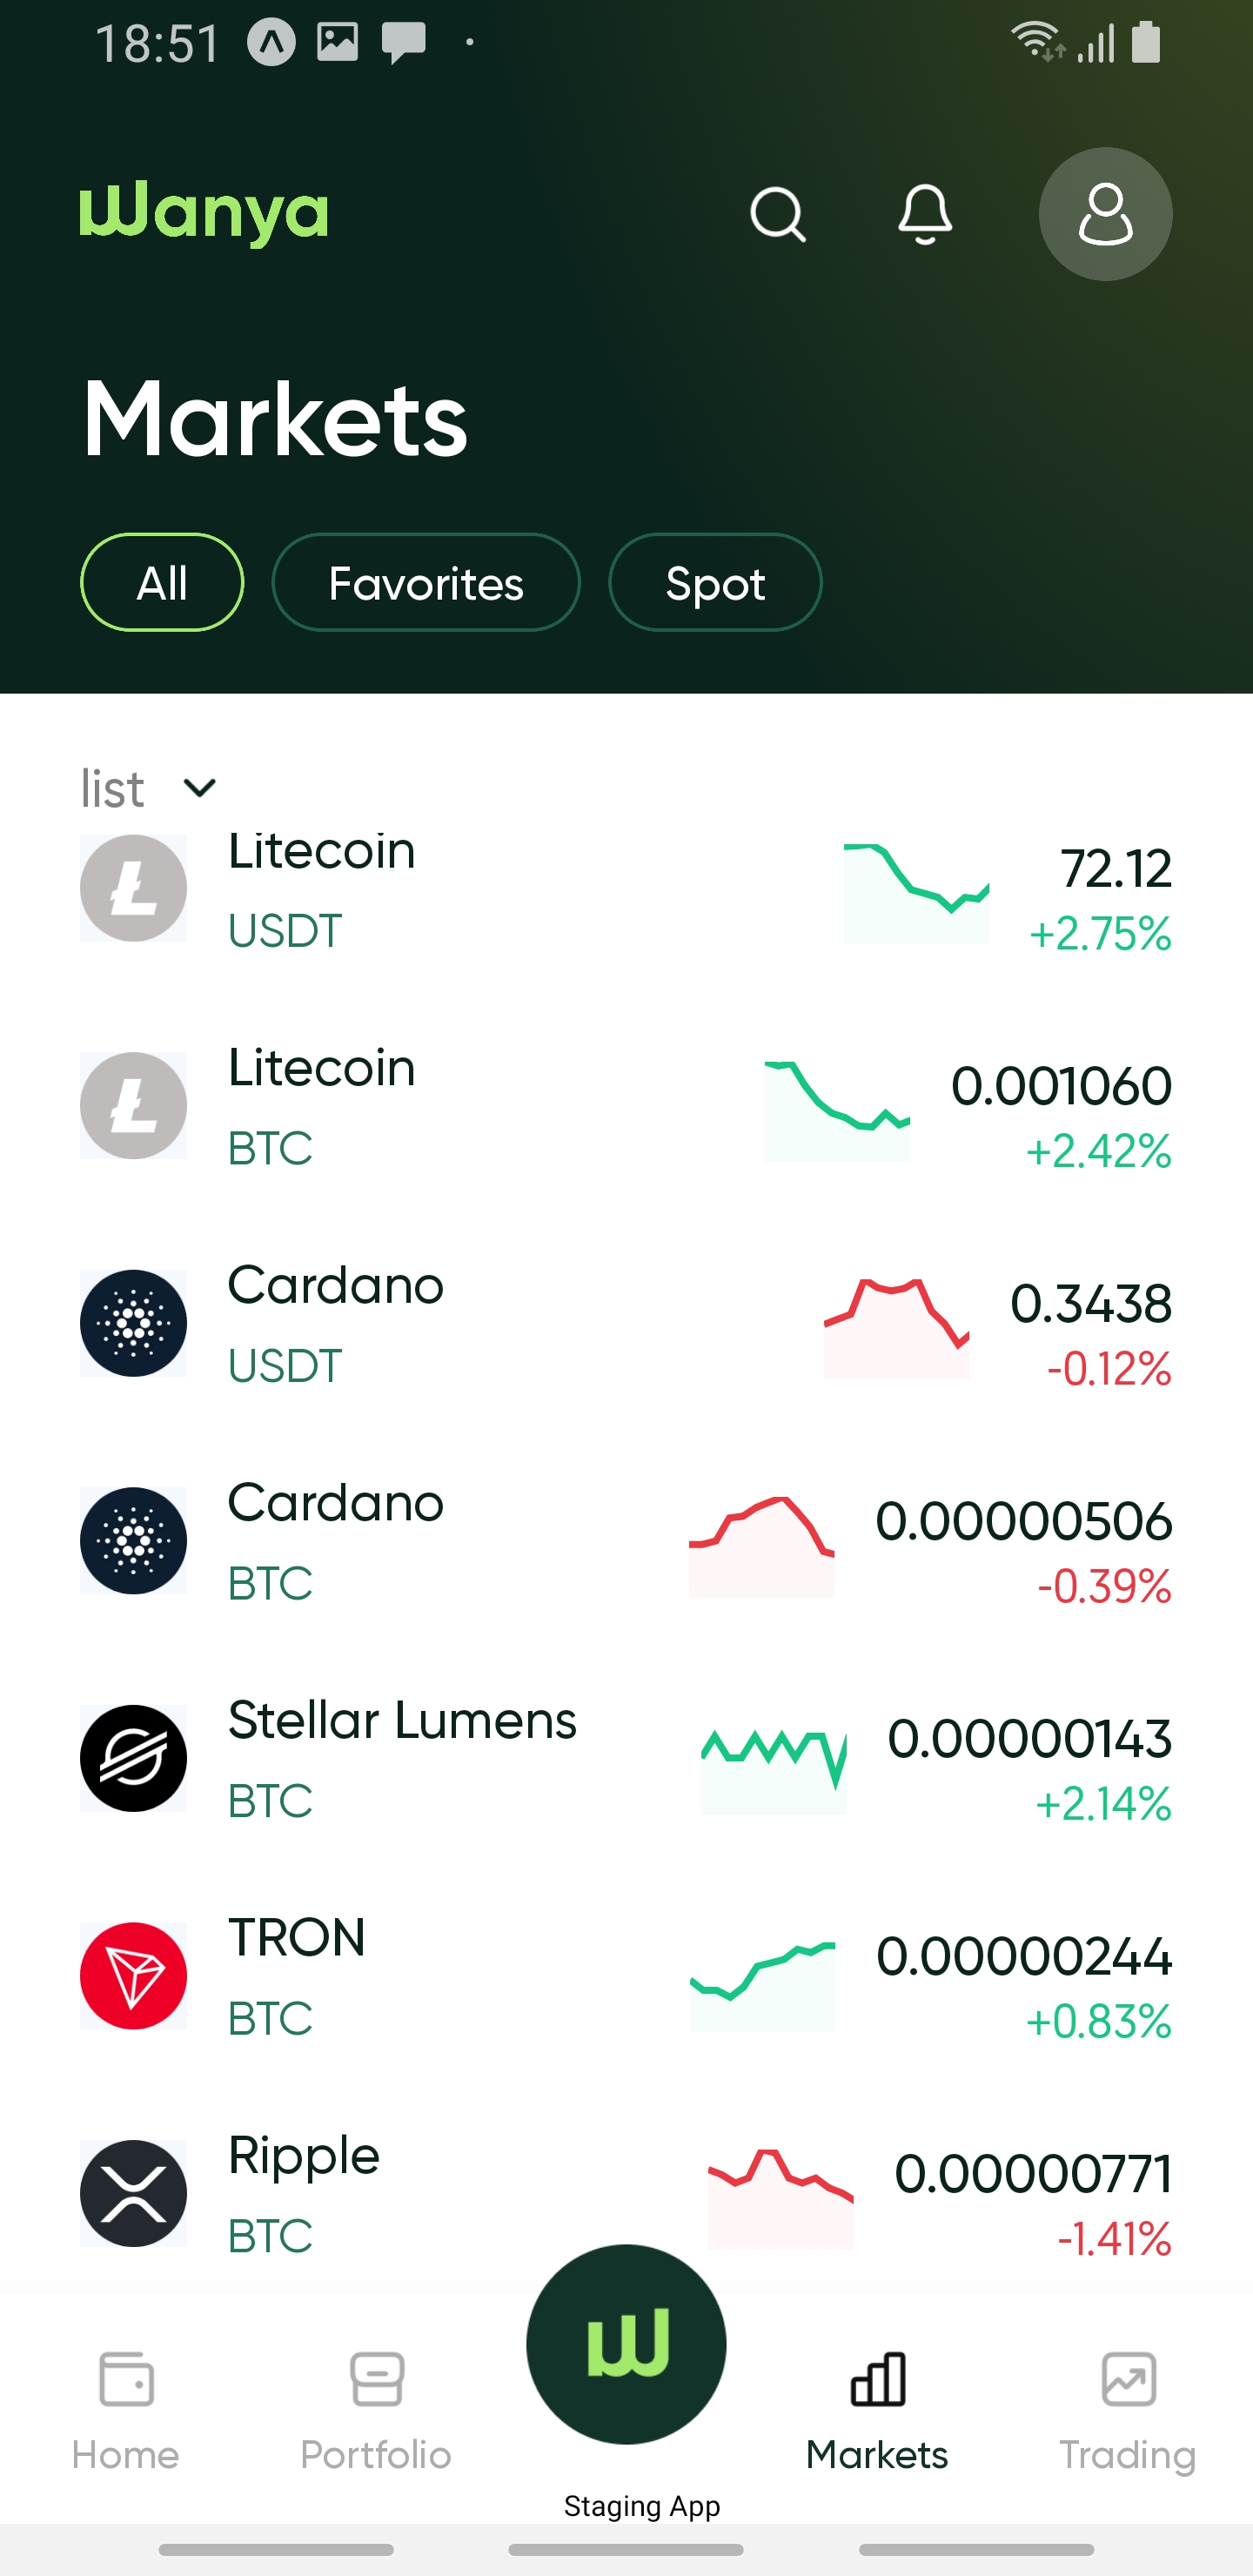 18:51
Wanya
Markets
All Favorites Spot
list
Litecoin
72.12
USDT
+2.75%
Litecoin
0.001060
BTC
+2.42%
Cardano
0.3438
USDT
-0.12%
Cardano
0.00000506
BTC
-0.39%
Stellar Lumens
0.00000143
BTC
+2.14%
TRON
0.00000244
BTC
+0.83%
Ripple
0.00000771
BTC
-1.41%
Home Portfolio Markets Trading
Staging App